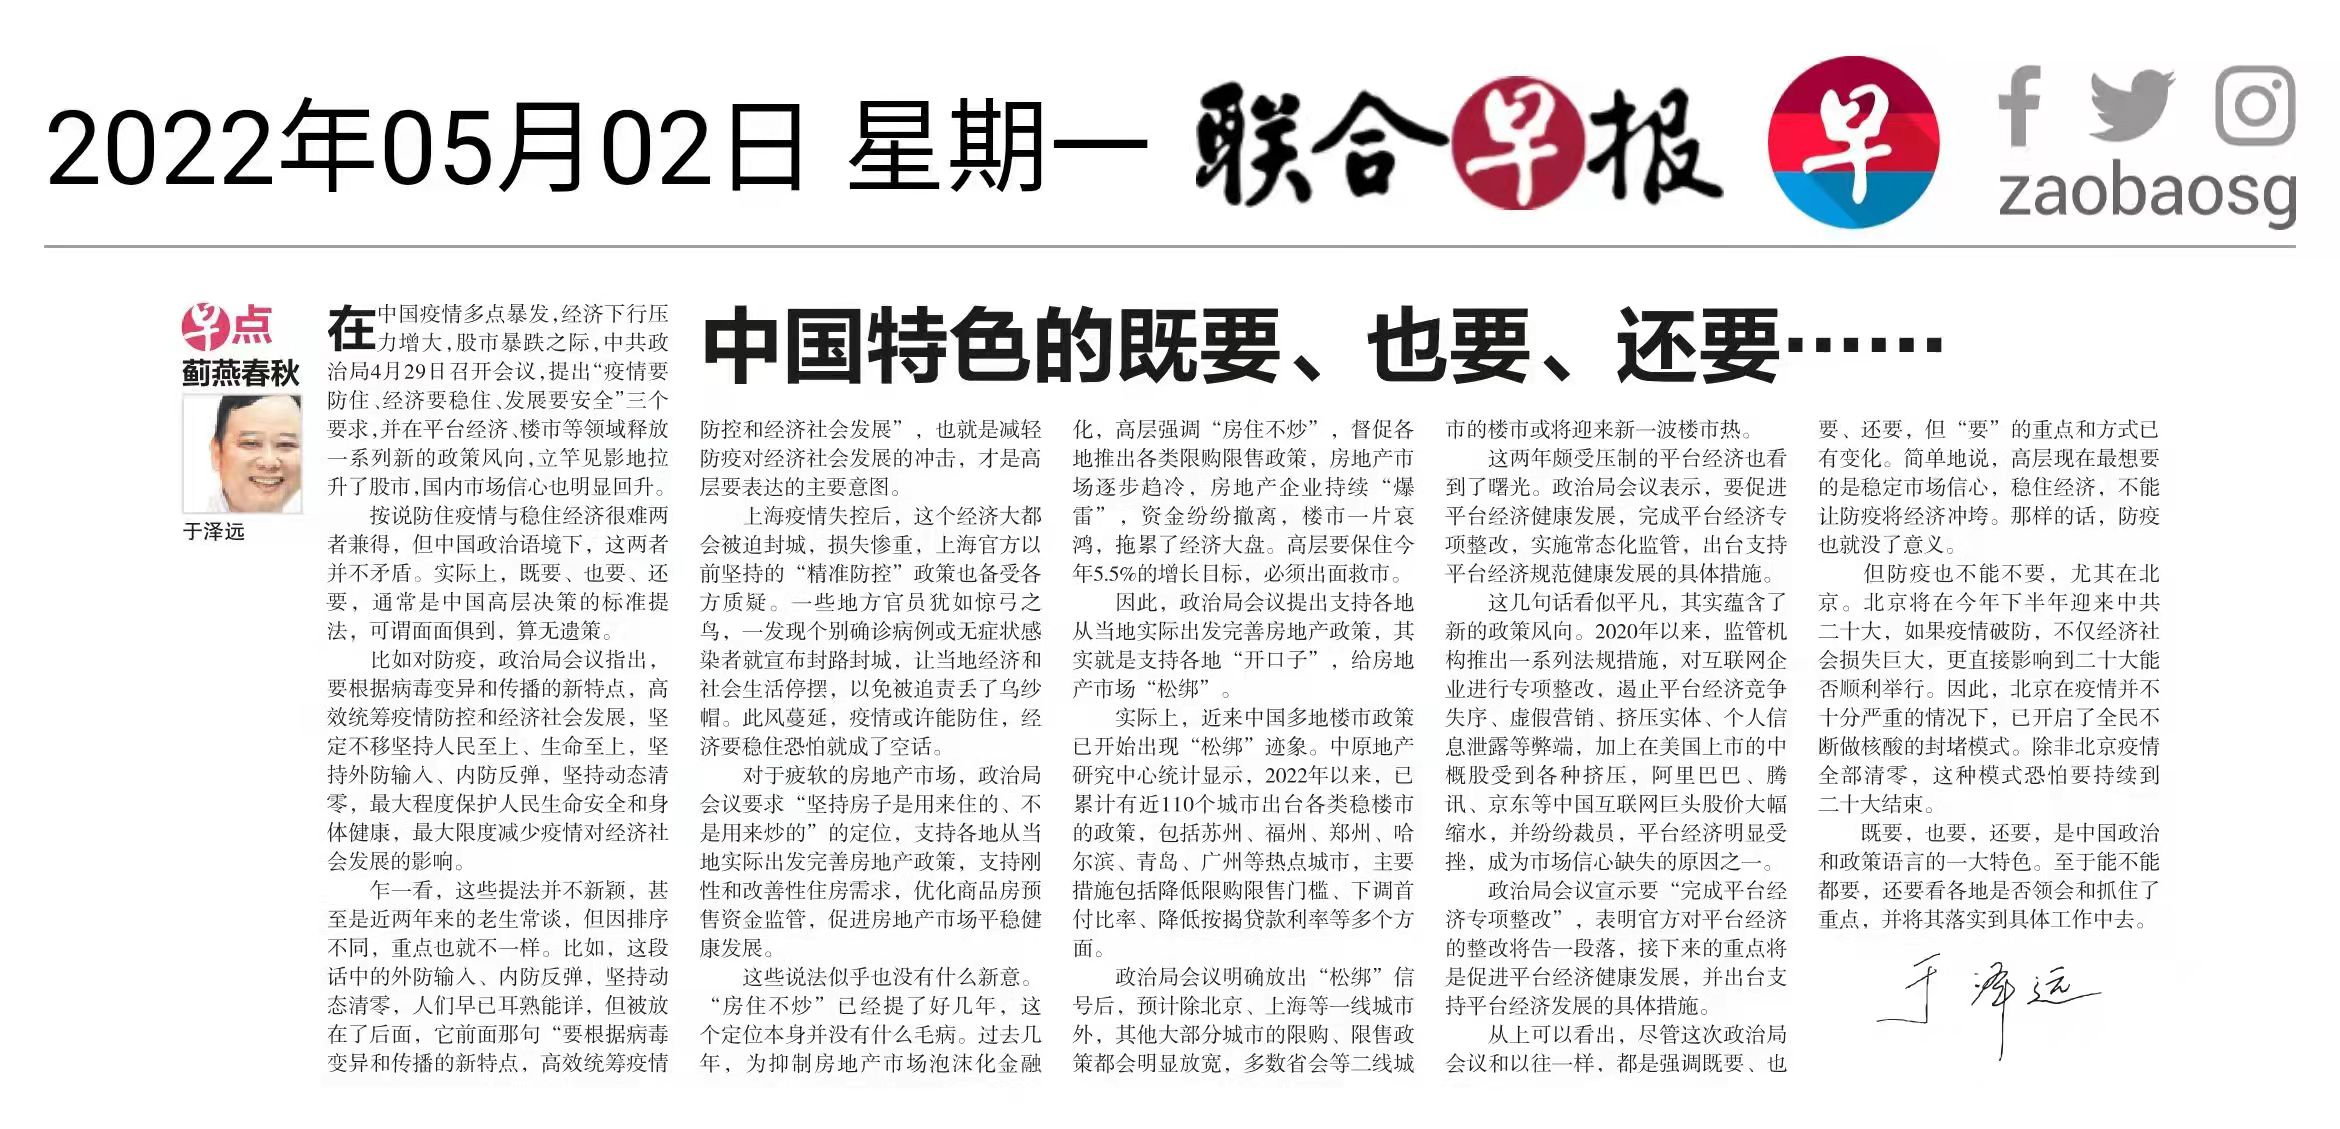 2022年05月02日 星期一
联合早报
早
zaobaosg
早点
蓟燕春秋
于泽远
中国特色的既要、也要、还要……
在中国疫情多点暴发,经济下行压
力增大,股市暴跌之际,中共政
治局4月29日召开会议,提出“疫情要
防住、经济要稳住、发展要安全”三个
要求,并在平台经济、楼市等领域释放
一系列新的政策风向,立竿见影地拉
升了股市,国内市场信心也明显回升。
按说防住疫情与稳住经济很难两
者兼得，但中国政治语境下，这两者
并不矛盾。实际上，既要、也要、还
要，通常是中国高层决策的标准提
法，可谓面面俱到，算无遗策。
比如对防疫，政治局会议指出，
要根据病毒变异和传播的新特点，高
效统筹疫情防控和经济社会发展，坚
定不移坚持人民至上、生命至上，坚
持外防输入、内防反弹，坚持动态清
零，最大程度保护人民生命安全和身
体健康，最大限度减少疫情对经济社
会发展的影响。
乍一看，这些提法并不新颖，甚
至是近两年来的老生常谈，但因排序
不同，重点也就不一样。比如，这段
话中的外防输入、内防反弹，坚持动
态清零，人们早已耳熟能详，但被放
在了后面，它前面那句“要根据病毒
变异和传播的新特点，高效统筹疫情
防控和经济社会发展”，也就是减轻
防疫对经济社会发展的冲击，才是高
层要表达的主要意图。
上海疫情失控后，这个经济大都
会被迫封城，损失惨重，上海官方以
前坚持的“精准防控”政策也备受各
方质疑。一些地方官员犹如惊弓之
鸟，一发现个别确诊病例或无症状感
染者就宣布封路封城，让当地经济和
社会生活停摆，以免被追责丢了乌纱
帽。此风蔓延，疫情或许能防住，经
济要稳住恐怕就成了空话。
对于疲软的房地产市场，政治局
会议要求“坚持房子是用来住的、不
是用来炒的”的定位，支持各地从当
地实际出发完善房地产政策，支持刚
性和改善性住房需求，优化商品房预
售资金监管，促进房地产市场平稳健
康发展。
这些说法似乎也没有什么新意。
“房住不炒”已经提了好几年，这
个定位本身并没有什么毛病。过去几
年，为抑制房地产市场泡沫化金融
化，高层强调“房住不炒”，督促各
地推出各类限购限售政策，房地产市
场逐步趋冷，房地产企业持续“爆
雷”，资金纷纷撤离，楼市一片哀
鸿，拖累了经济大盘。高层要保住今
年5.5%的增长目标，必须出面救市。
因此，政治局会议提出支持各地
从当地实际出发完善房地产政策，其
实就是支持各地“开口子”，给房地
产市场“松绑”。
实际上，近来中国多地楼市政策
已开始出现“松绑”迹象。中原地产
研究中心统计显示，2022年以来，已
累计有近110个城市出台各类稳楼市
的政策，包括苏州、福州、郑州、哈
尔滨、青岛、广州等热点城市，主要
措施包括降低限购限售门槛、下调首
付比率、降低按揭贷款利率等多个方
面。
政治局会议明确放出“松绑”信
号后，预计除北京、上海等一线城市
外，其他大部分城市的限购、限售政
策都会明显放宽，多数省会等二线城
市的楼市或将迎来新一波楼市热。
这两年颇受压制的平台经济也看
到了曙光。政治局会议表示，要促进
平台经济健康发展，完成平台经济专
项整改，实施常态化监管，出台支持
平台经济规范健康发展的具体措施。
这几句话看似平凡，其实蕴含了
新的政策风向。2020年以来，监管机
构推出一系列法规措施，对互联网企
业进行专项整改，遏止平台经济竞争
失序、虚假营销、挤压实体、个人信
息泄露等弊端，加上在美国上市的中
概股受到各种挤压，阿里巴巴、腾
讯、京东等中国互联网巨头股价大幅
缩水，并纷纷裁员，平台经济明显受
挫，成为市场信心缺失的原因之一。
政治局会议宣示要“完成平台经
济专项整改”，表明官方对平台经济
的整改将告一段落，接下来的重点将
是促进平台经济健康发展，并出台支
持平台经济发展的具体措施。
从上可以看出，尽管这次政治局
会议和以往一样，都是强调既要、也
要、还要，但“要”的重点和方式已
有变化。简单地说，高层现在最想要
的是稳定市场信心，稳住经济，不能
让防疫将经济冲垮。那样的话，防疫
也就没了意义。
但防疫也不能不要，尤其在北
京。北京将在今年下半年迎来中共
二十大，如果疫情破防，不仅经济社
会损失巨大，更直接影响到二十大能
否顺利举行。因此，北京在疫情并不
十分严重的情况下，已开启了全民不
断做核酸的封堵模式。除非北京疫情
全部清零，这种模式恐怕要持续到
二十大结束。
既要，也要，还要，是中国政治
和政策语言的一大特色。至于能不能
都要，还要看各地是否领会和抓住了
重点，并将其落实到具体工作中去。
于泽远